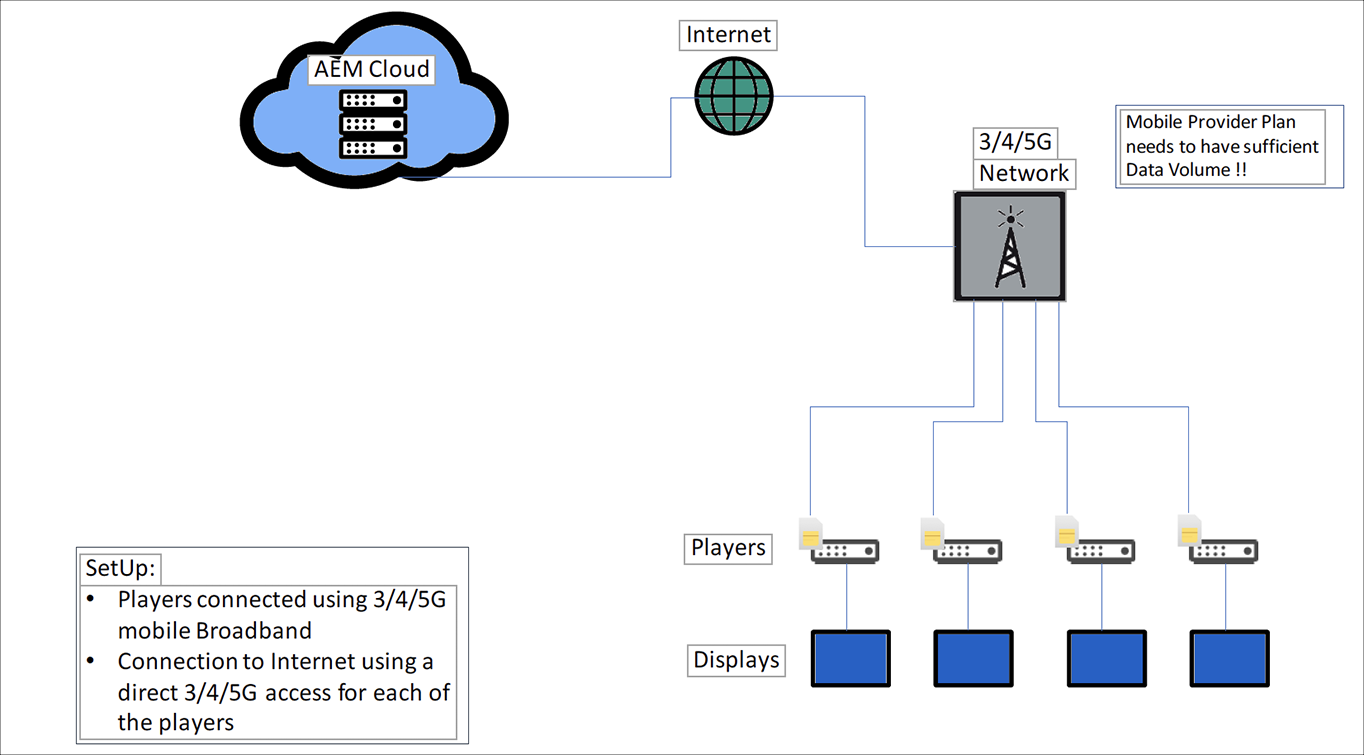 AEM Cloud
Internet
3/4/5G
Network
Mobile Provider Plan
needs to have sufficient
Data Volume !!
Players
Displays
SetUp:
• Players connected using 3/4/5G
mobile Broadband
• Connection to Internet using a
direct 3/4/5G access for each of
the players